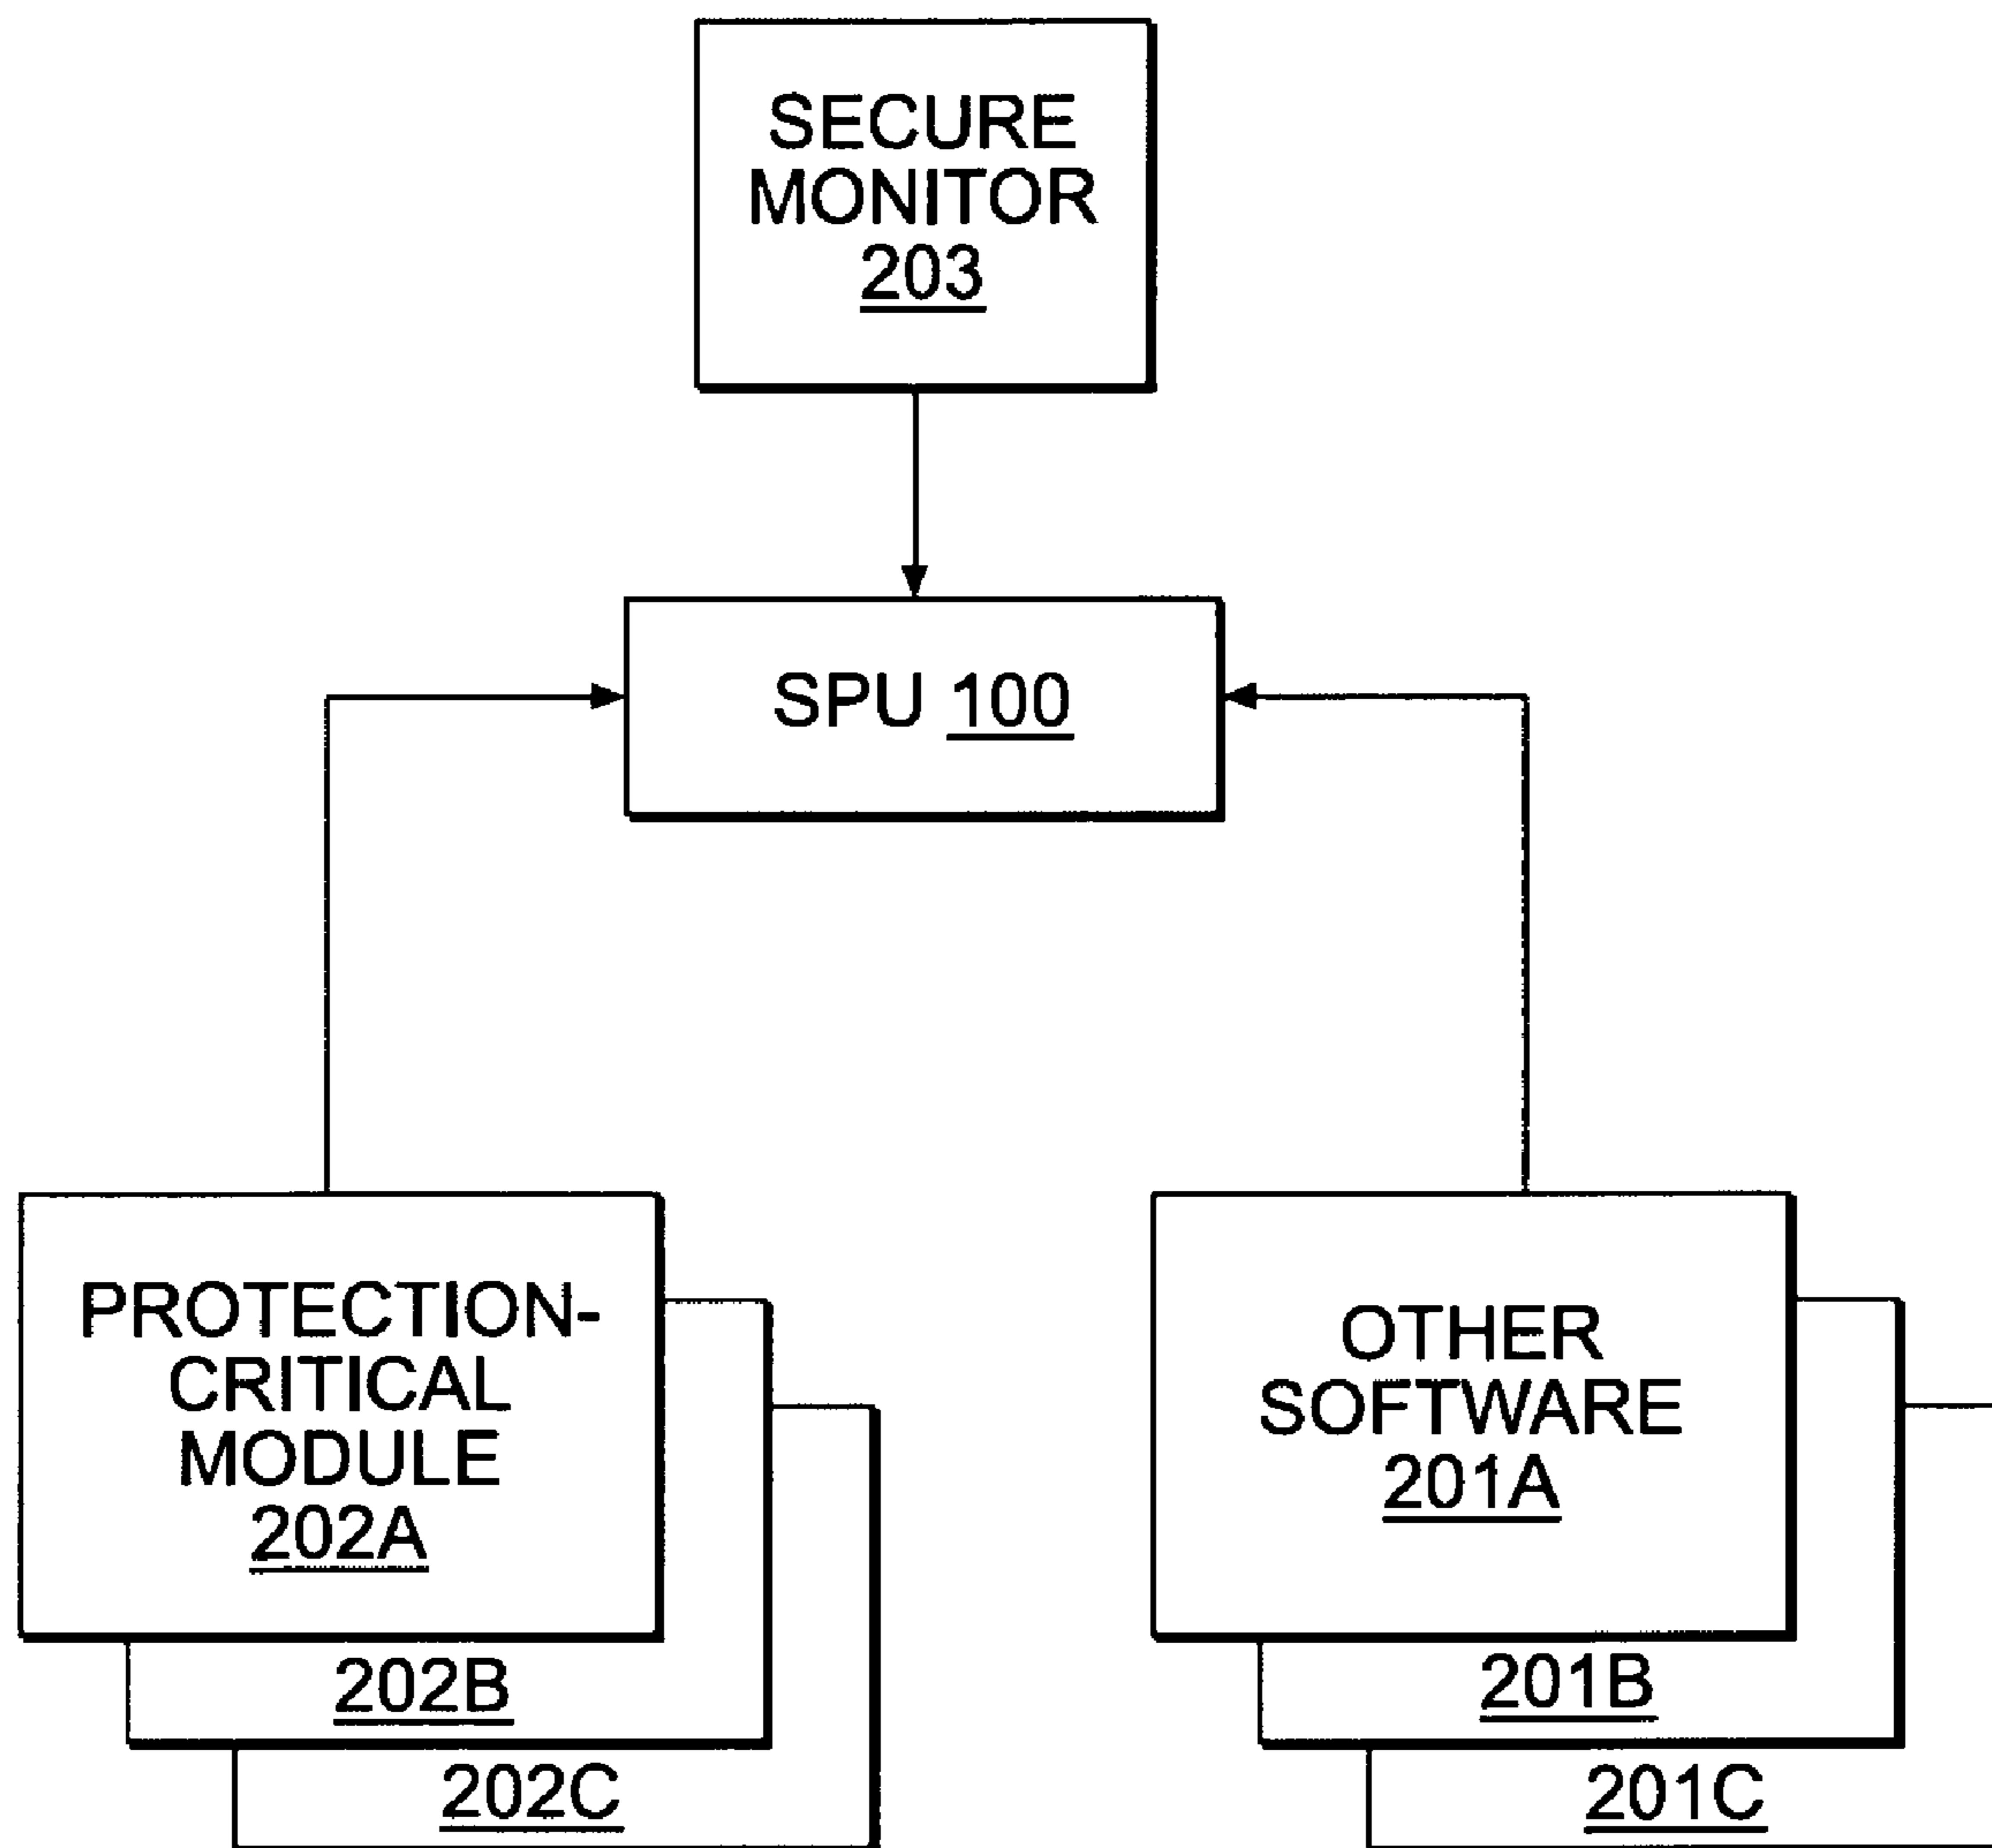 SECURE
MONITOR
203
SPU 100
PROTECTION-
CRITICAL
MODULE
202A
202B
202C
OTHER
SOFTWARE
201A
201B
201C